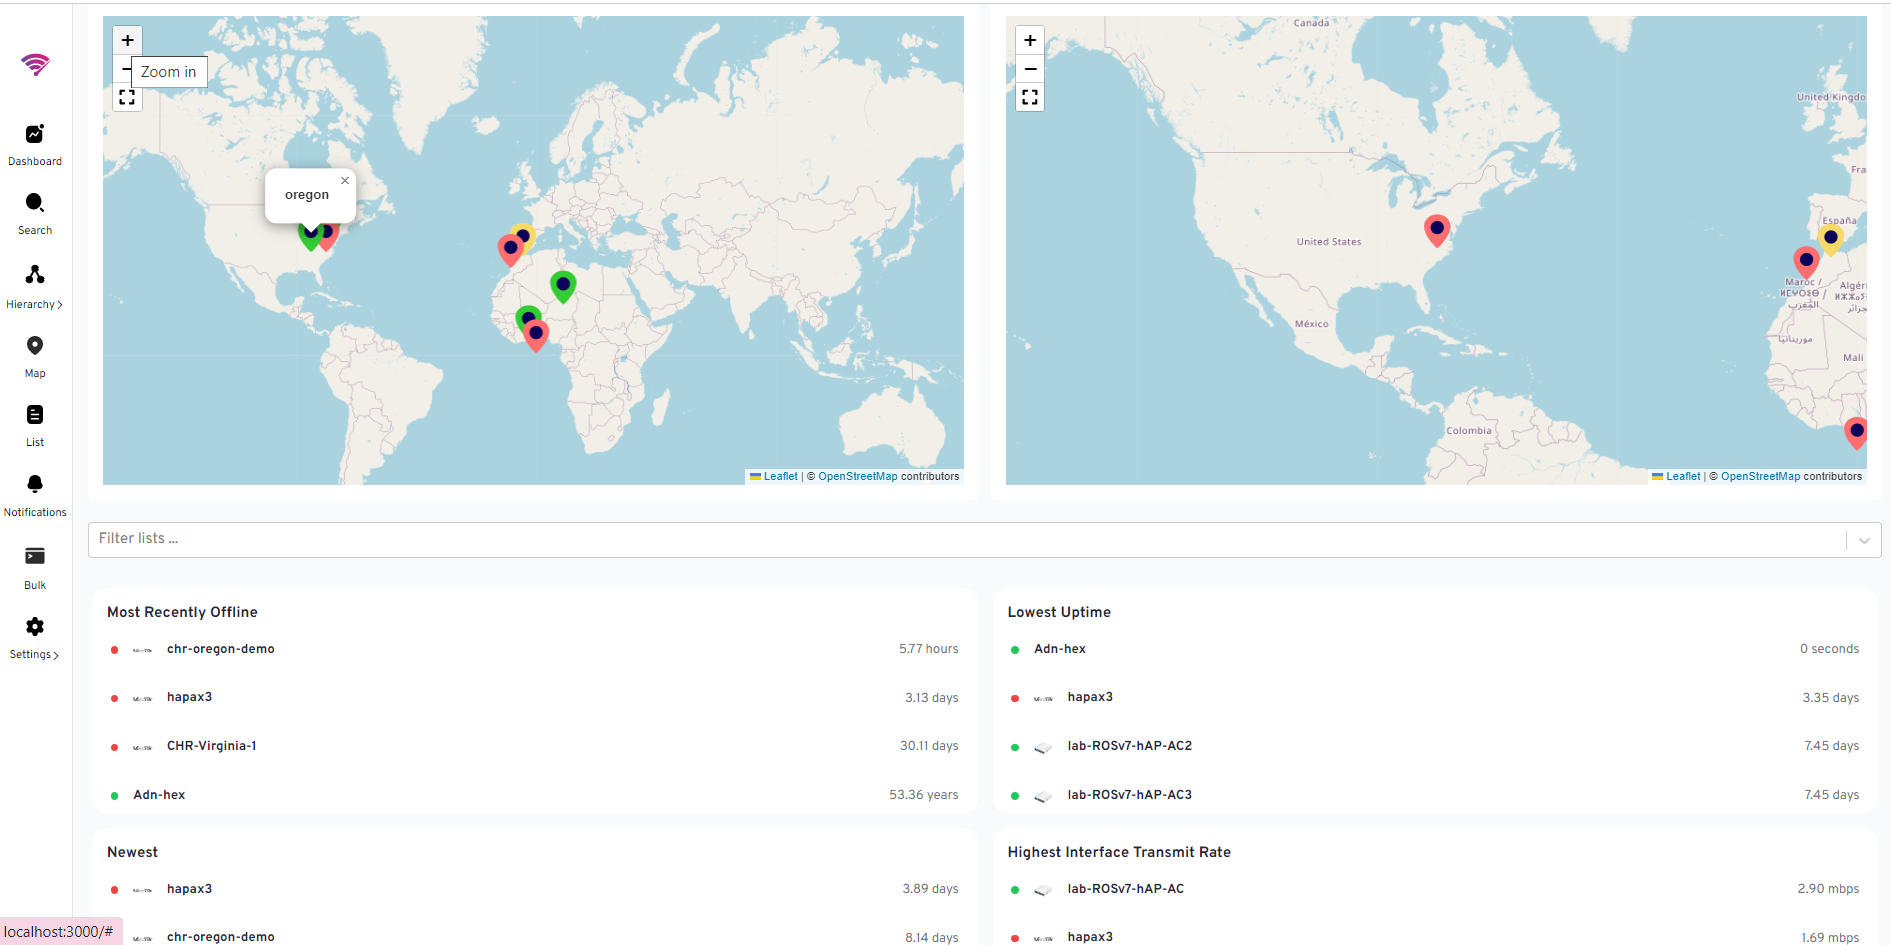 +
−
Zoom in
oregon
×
Leaflet | © OpenStreetMap contributors
+
−
Canada
United Kingdo
Fra
España
United States
Maroc /
ⵍⵎⵖⵔⵉⴱ /
المغرب
Algéri
الجزائر
México
موريتانيا
Mali
Colombia
Leaflet | © OpenStreetMap contributors
Dashboard
Search
Hierarchy >
Map
List
Notifications
Bulk
Settings >
Filter lists ...
Most Recently Offline
chr-oregon-demo 5.77 hours
hapax3 3.13 days
CHR-Virginia-1 30.11 days
Adn-hex 53.36 years
Lowest Uptime
Adn-hex 0 seconds
hapax3 3.35 days
lab-ROSv7-hAP-AC2 7.45 days
lab-ROSv7-hAP-AC3 7.45 days
Newest
hapax3 3.89 days
chr-oregon-demo 8.14 days
Highest Interface Transmit Rate
lab-ROSv7-hAP-AC 2.90 mbps
hapax3 1.69 mbps
localhost:3000/#